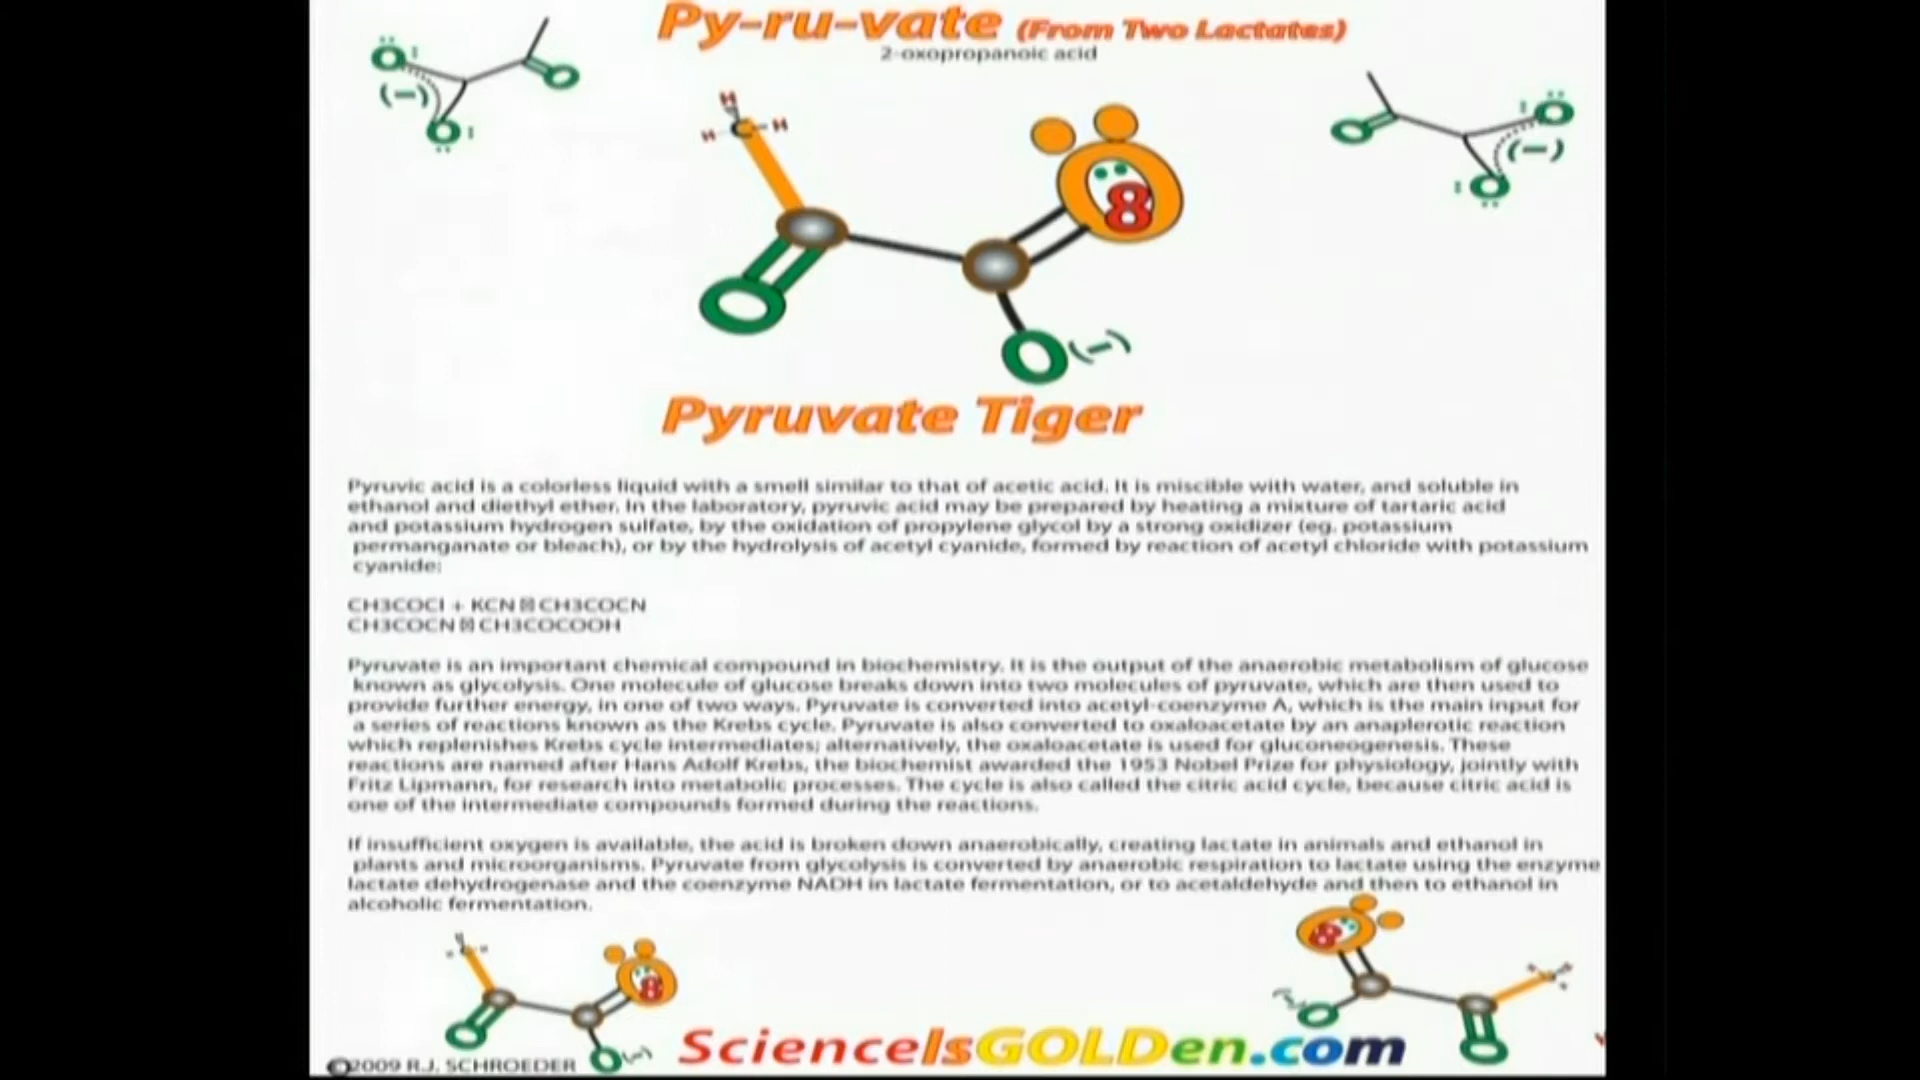 Py-ru-vate (From Two Lactates)
2-oxopropanoic acid
O
(-)
O
O
H
H C H
8
O
O
(-)
O
O
(-)
O
Pyruvate Tiger
Pyruvic acid is a colorless liquid with a smell similar to that of acetic acid. It is miscible with water, and soluble in
ethanol and diethyl ether. In the laboratory, pyruvic acid may be prepared by heating a mixture of tartaric acid
and potassium hydrogen sulfate, by the oxidation of propylene glycol by a strong oxidizer (eg. potassium
permanganate or bleach), or by the hydrolysis of acetyl cyanide, formed by reaction of acetyl chloride with potassium
cyanide:
CH3COCl + KCN ☒ CH3COCN
CH3COCN ☒ CH3COCOOH
Pyruvate is an important chemical compound in biochemistry. It is the output of the anaerobic metabolism of glucose
known as glycolysis. One molecule of glucose breaks down into two molecules of pyruvate, which are then used to
provide further energy, in one of two ways. Pyruvate is converted into acetyl-coenzyme A, which is the main input for
a series of reactions known as the Krebs cycle. Pyruvate is also converted to oxaloacetate by an anaplerotic reaction
which replenishes Krebs cycle intermediates; alternatively, the oxaloacetate is used for gluconeogenesis. These
reactions are named after Hans Adolf Krebs, the biochemist awarded the 1953 Nobel Prize for physiology, jointly with
Fritz Lipmann, for research into metabolic processes. The cycle is also called the citric acid cycle, because citric acid is
one of the intermediate compounds formed during the reactions.
If insufficient oxygen is available, the acid is broken down anaerobically, creating lactate in animals and ethanol in
plants and microorganisms. Pyruvate from glycolysis is converted by anaerobic respiration to lactate using the enzyme
lactate dehydrogenase and the coenzyme NADH in lactate fermentation, or to acetaldehyde and then to ethanol in
alcoholic fermentation.
8
O
O (-)
8
O
O
ScienceIsGOLDen.com
©2009 R.J. SCHROEDER